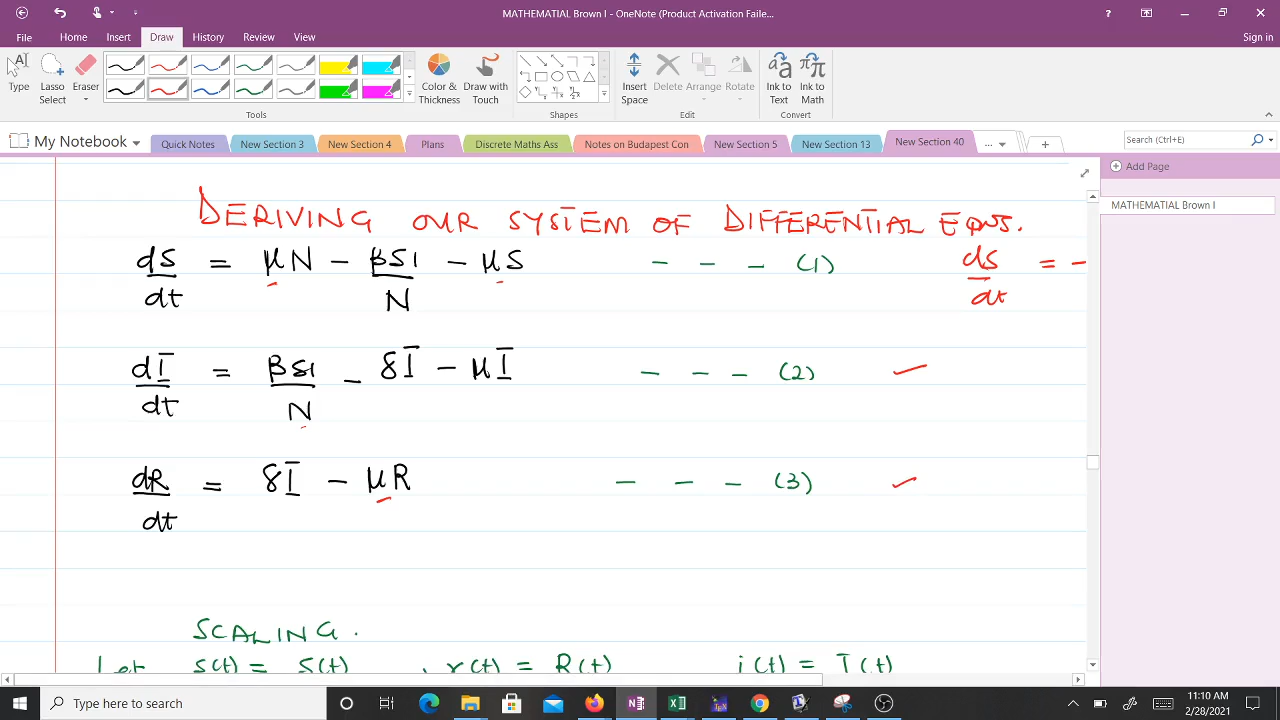 MATHEMATIAL Brown I - OneNote (Product Activation Faile...
File Home Insert Draw History Review View Sign in
Type Lasso Select Eraser Color & Thickness Draw with Touch Insert Space Delete Arrange Rotate Ink to Text Ink to Math
Tools Shapes Edit Convert
My Notebook Quick Notes New Section 3 New Section 4 Plans Discrete Maths Ass Notes on Budapest Con New Section 5 New Section 13 New Section 40 ... + Search (Ctrl+E)
Add Page
MATHEMATIAL Brown I
DERIVING OUR SYSTEM OF DIFFERENTIAL EQNS.
dS/dt = μN - βSI/N - μS - - - (1) dS/dt = -
dI/dt = βSI/N - δI - μI - - - (2)
dR/dt = δI - μR - - - (3)
SCALING.
Let s(t) = S(t) , r(t) = R(t) i(t) = I(t)
Type here to search
11:10 AM
2/28/2021